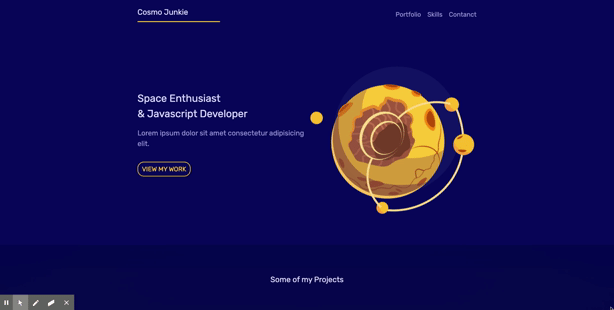 Cosmo Junkie
Portfolio Skills Contanct
Space Enthusiast
& Javascript Developer
Lorem ipsum dolor sit amet consectetur adipisicing
elit.
VIEW MY WORK
Some of my Projects